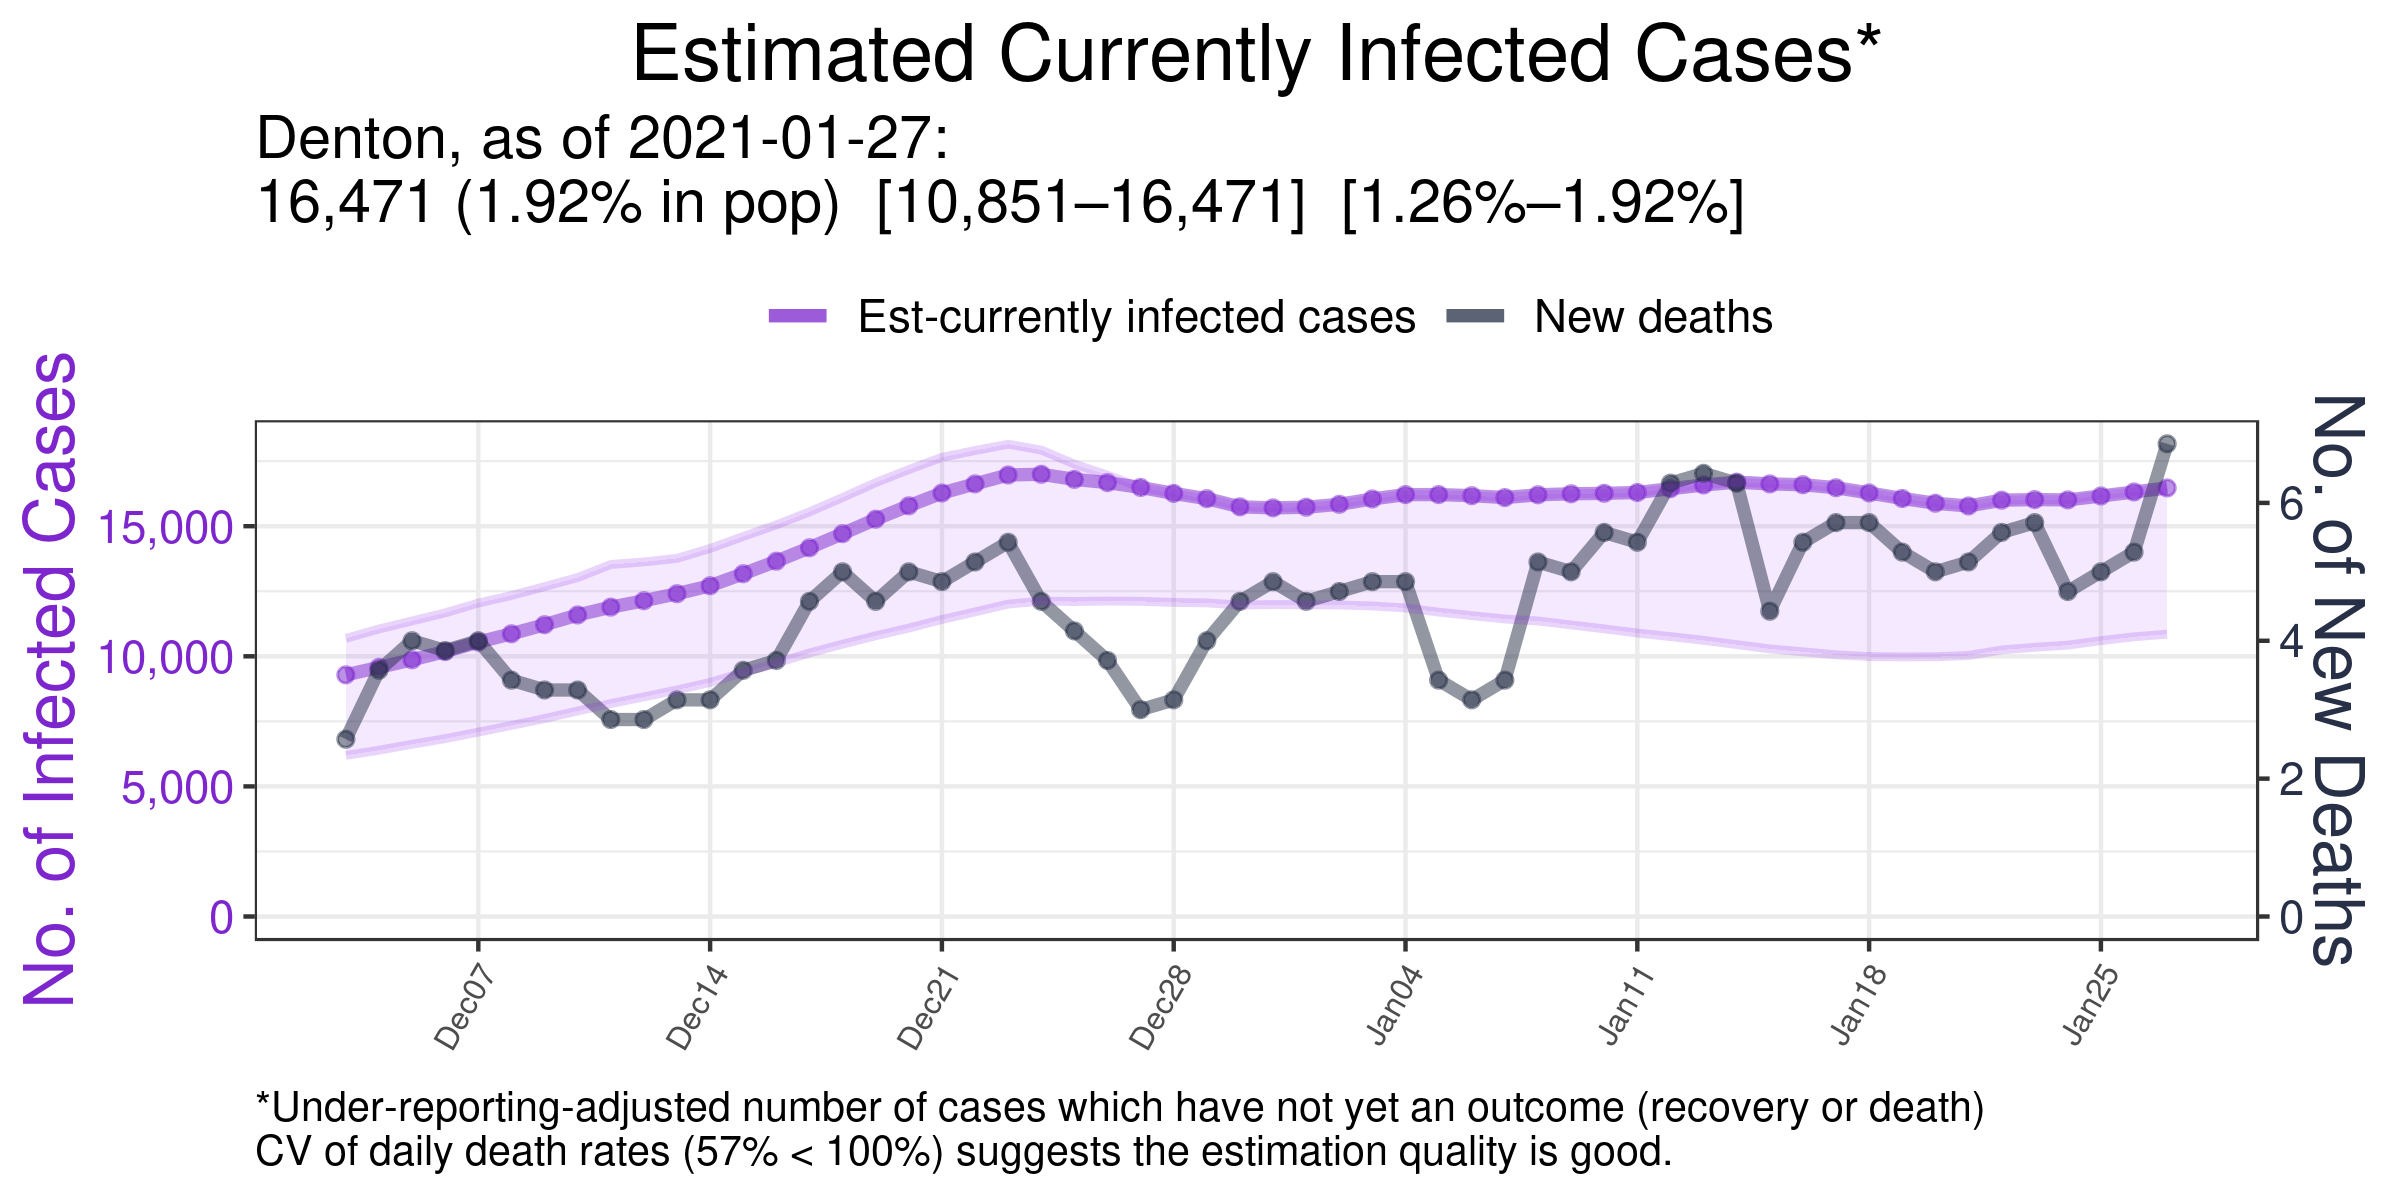 Estimated Currently Infected Cases*
Denton, as of 2021-01-27:
16,471 (1.92% in pop)  [10,851–16,471]  [1.26%–1.92%]
Est-currently infected cases
New deaths
No. of Infected Cases
15,000
10,000
5,000
0
6
4
2
0
No. of New Deaths
Dec07
Dec14
Dec21
Dec28
Jan04
Jan11
Jan18
Jan25
*Under-reporting-adjusted number of cases which have not yet an outcome (recovery or death)
CV of daily death rates (57% < 100%) suggests the estimation quality is good.